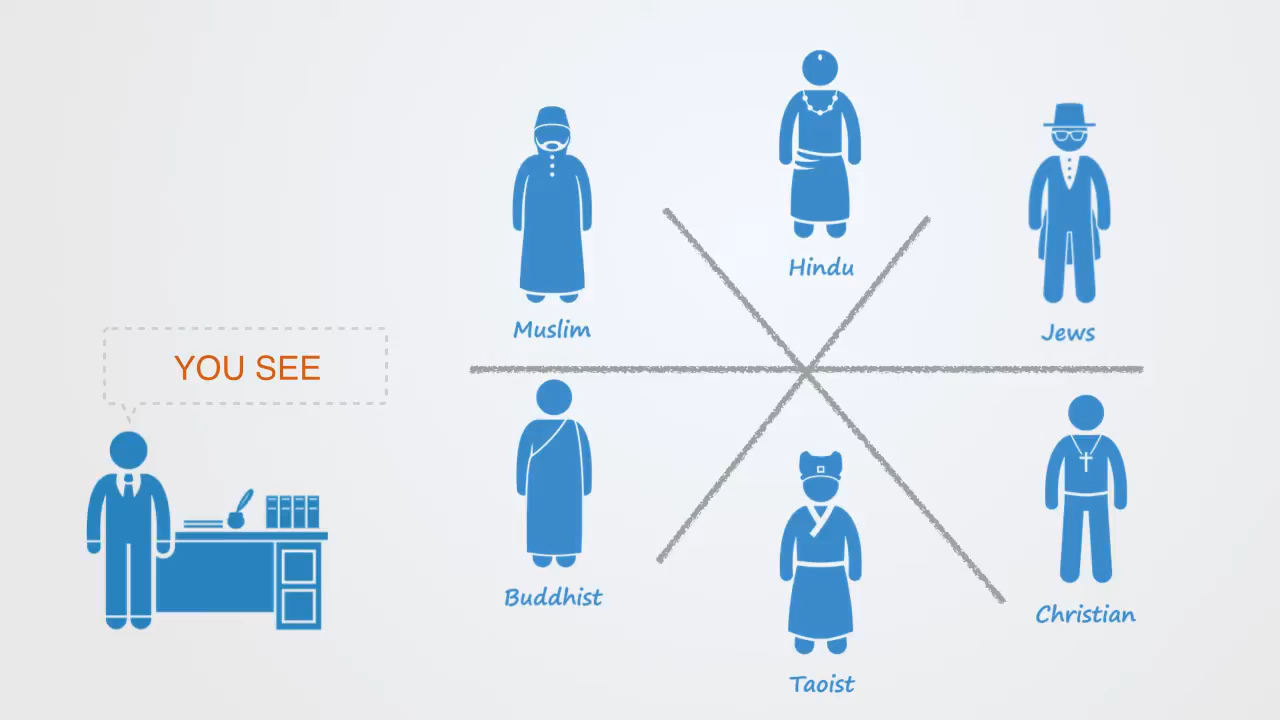 Hindu
Muslim
Jews
YOU SEE
Buddhist
Christian
Taoist